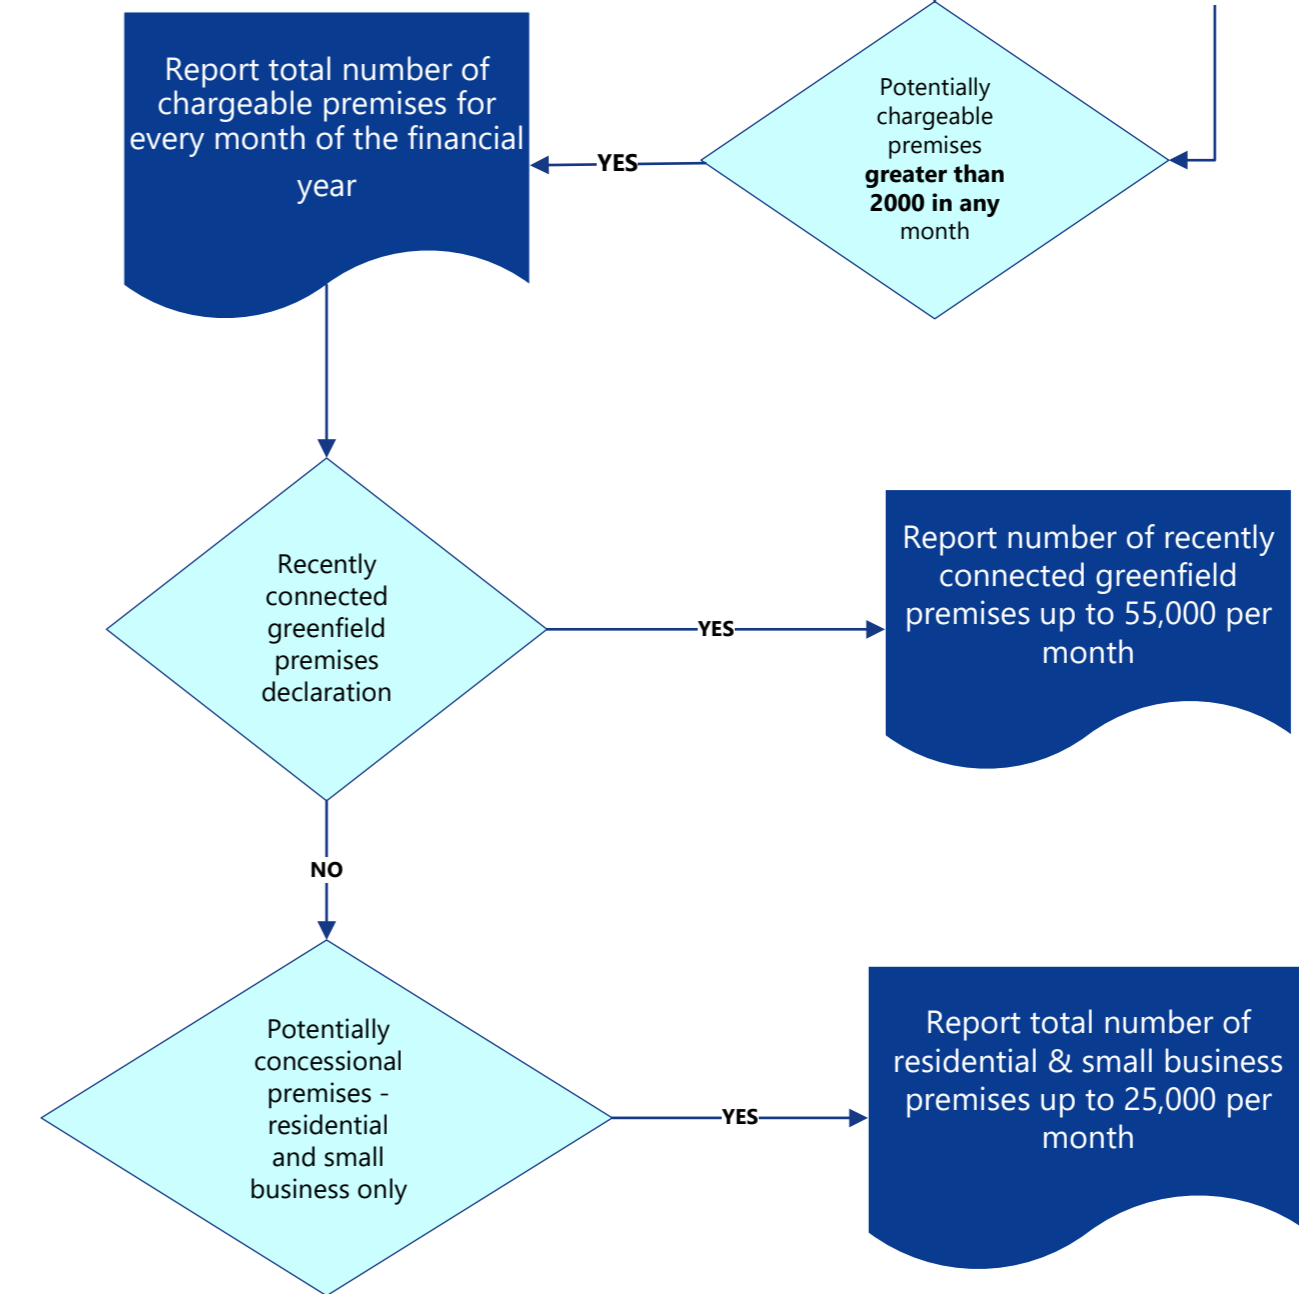 Report total number of
chargeable premises for
every month of the financial
year
YES
Potentially
chargeable
premises
greater than
2000 in any
month
Recently
connected
greenfield
premises
declaration
YES
Report number of recently
connected greenfield
premises up to 55,000 per
month
NO
Potentially
concessional
premises -
residential
and small
business only
YES
Report total number of
residential & small business
premises up to 25,000 per
month